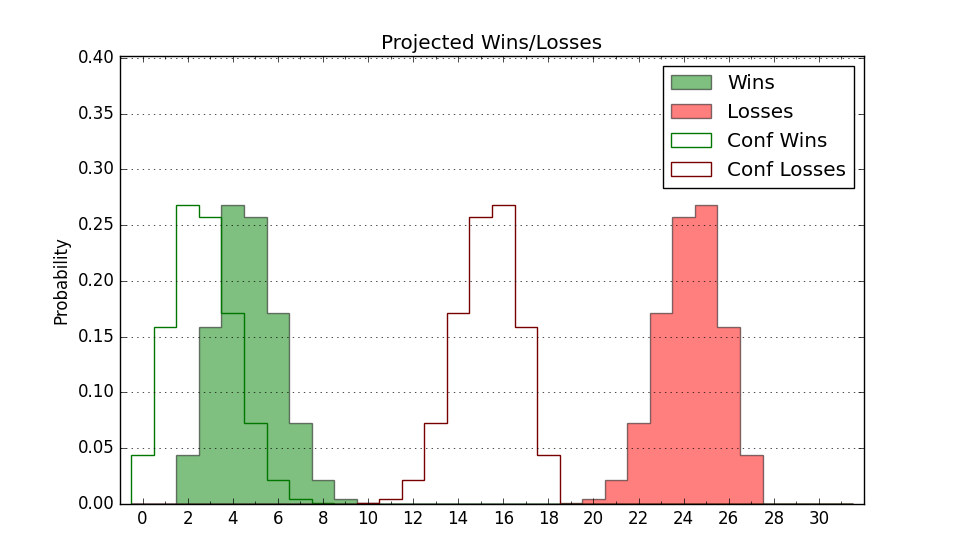 Projected Wins/Losses
0.40
0.35
0.30
0.25
0.20
0.15
0.10
0.05
0.00
Probability
Wins
Losses
Conf Wins
Conf Losses
0 2 4 6 8 10 12 14 16 18 20 22 24 26 28 30